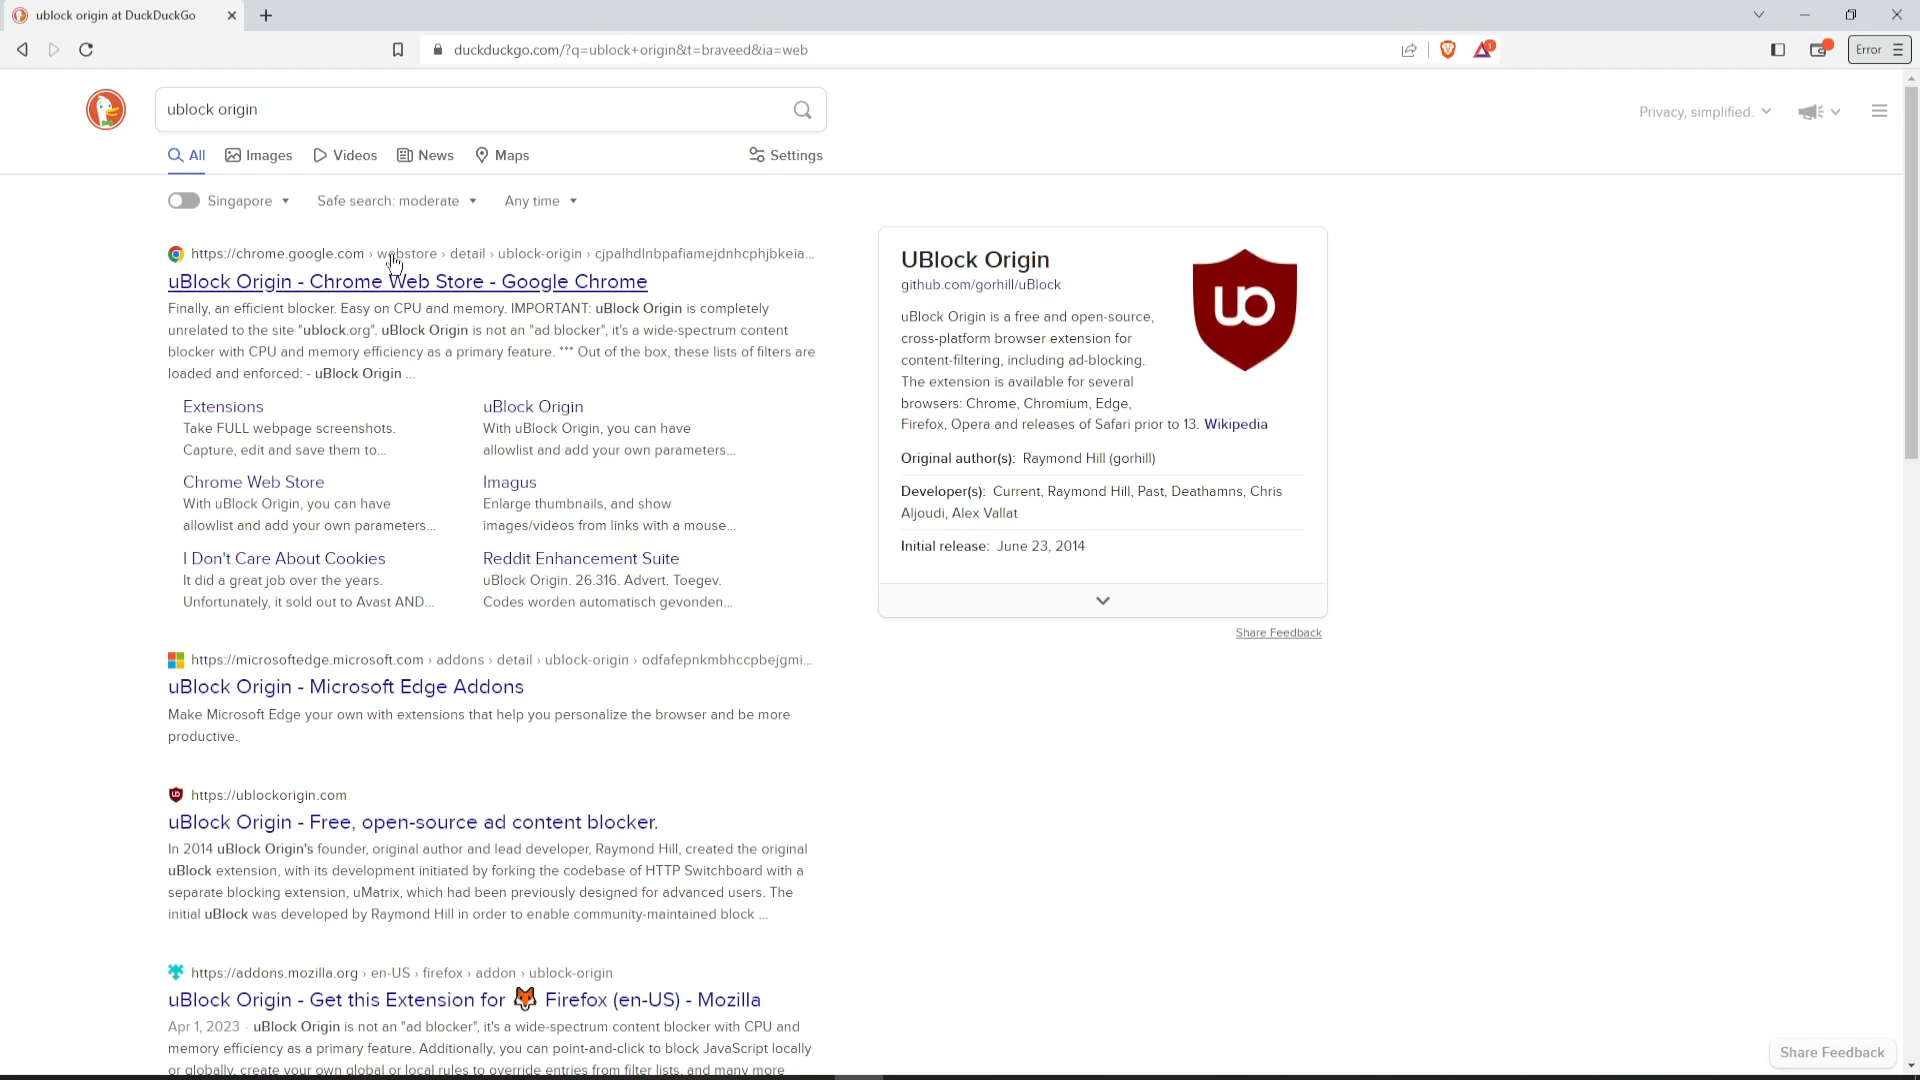 ublock origin at DuckDuckGo
duckduckgo.com/?q=ublock+origin&t=braveed&ia=web
1
Error
ublock origin
Privacy, simplified.
All
Images
Videos
News
Maps
Settings
Singapore
Safe search: moderate
Any time
https://chrome.google.com › webstore › detail › ublock-origin › cjpalhdlnbpafiamejdnhcphjbkeia...
uBlock Origin - Chrome Web Store - Google Chrome
Finally, an efficient blocker. Easy on CPU and memory. IMPORTANT: uBlock Origin is completely
unrelated to the site "ublock.org". uBlock Origin is not an "ad blocker", it's a wide-spectrum content
blocker with CPU and memory efficiency as a primary feature. *** Out of the box, these lists of filters are
loaded and enforced: - uBlock Origin ...
Extensions
Take FULL webpage screenshots.
Capture, edit and save them to...
uBlock Origin
With uBlock Origin, you can have
allowlist and add your own parameters...
Chrome Web Store
With uBlock Origin, you can have
allowlist and add your own parameters...
Imagus
Enlarge thumbnails, and show
images/videos from links with a mouse...
I Don't Care About Cookies
It did a great job over the years.
Unfortunately, it sold out to Avast AND...
Reddit Enhancement Suite
uBlock Origin. 26.316. Advert. Toegev.
Codes worden automatisch gevonden...
https://microsoftedge.microsoft.com › addons › detail › ublock-origin › odfafepnkmbhccpbejgmi...
uBlock Origin - Microsoft Edge Addons
Make Microsoft Edge your own with extensions that help you personalize the browser and be more
productive.
https://ublockorigin.com
uBlock Origin - Free, open-source ad content blocker.
In 2014 uBlock Origin's founder, original author and lead developer, Raymond Hill, created the original
uBlock extension, with its development initiated by forking the codebase of HTTP Switchboard with a
separate blocking extension, uMatrix, which had been previously designed for advanced users. The
initial uBlock was developed by Raymond Hill in order to enable community-maintained block ...
https://addons.mozilla.org › en-US › firefox › addon › ublock-origin
uBlock Origin - Get this Extension for 🦊 Firefox (en-US) - Mozilla
Apr 1, 2023 · uBlock Origin is not an "ad blocker", it's a wide-spectrum content blocker with CPU and
memory efficiency as a primary feature. Additionally, you can point-and-click to block JavaScript locally
or globally, create your own global or local rules to override entries from filter lists, and many more
UBlock Origin
github.com/gorhill/uBlock
uBlock Origin is a free and open-source,
cross-platform browser extension for
content-filtering, including ad-blocking.
The extension is available for several
browsers: Chrome, Chromium, Edge,
Firefox, Opera and releases of Safari prior to 13. Wikipedia
Original author(s): Raymond Hill (gorhill)
Developer(s): Current, Raymond Hill, Past, Deathamns, Chris
Aljoudi, Alex Vallat
Initial release: June 23, 2014
uo
Share Feedback
Share Feedback